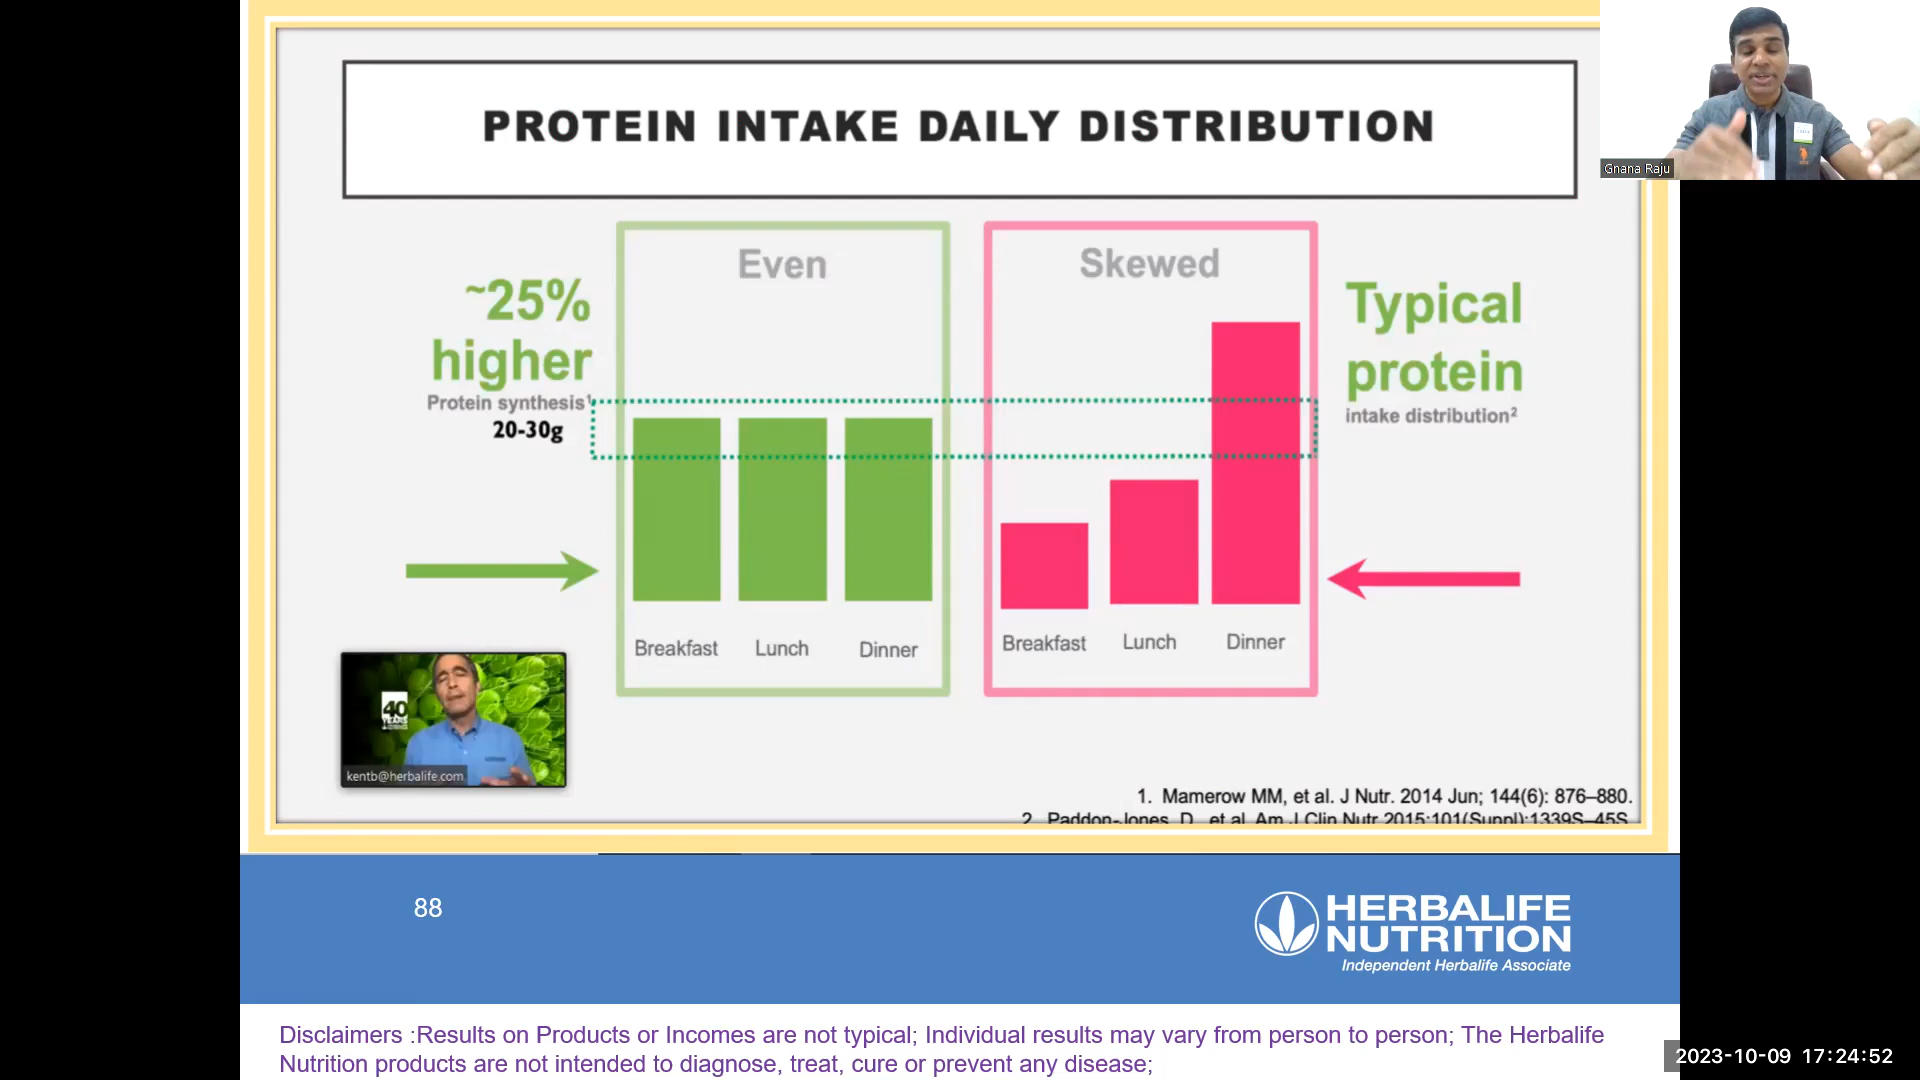 PROTEIN INTAKE DAILY DISTRIBUTION
Gnana Raju
Even
Skewed
~25%
higher
Protein synthesis¹
20-30g
Typical
protein
intake distribution²
Breakfast Lunch Dinner
Breakfast Lunch Dinner
40
YEARS
kentb@herbalife.com
1. Mamerow MM, et al. J Nutr. 2014 Jun; 144(6): 876–880.
2 Paddon-Jones, D., et al. Am J Clin Nutr 2015;101(Suppl):1339S–45S
88
HERBALIFE
NUTRITION
Independent Herbalife Associate
Disclaimers :Results on Products or Incomes are not typical; Individual results may vary from person to person; The Herbalife
Nutrition products are not intended to diagnose, treat, cure or prevent any disease;
2023-10-09 17:24:52